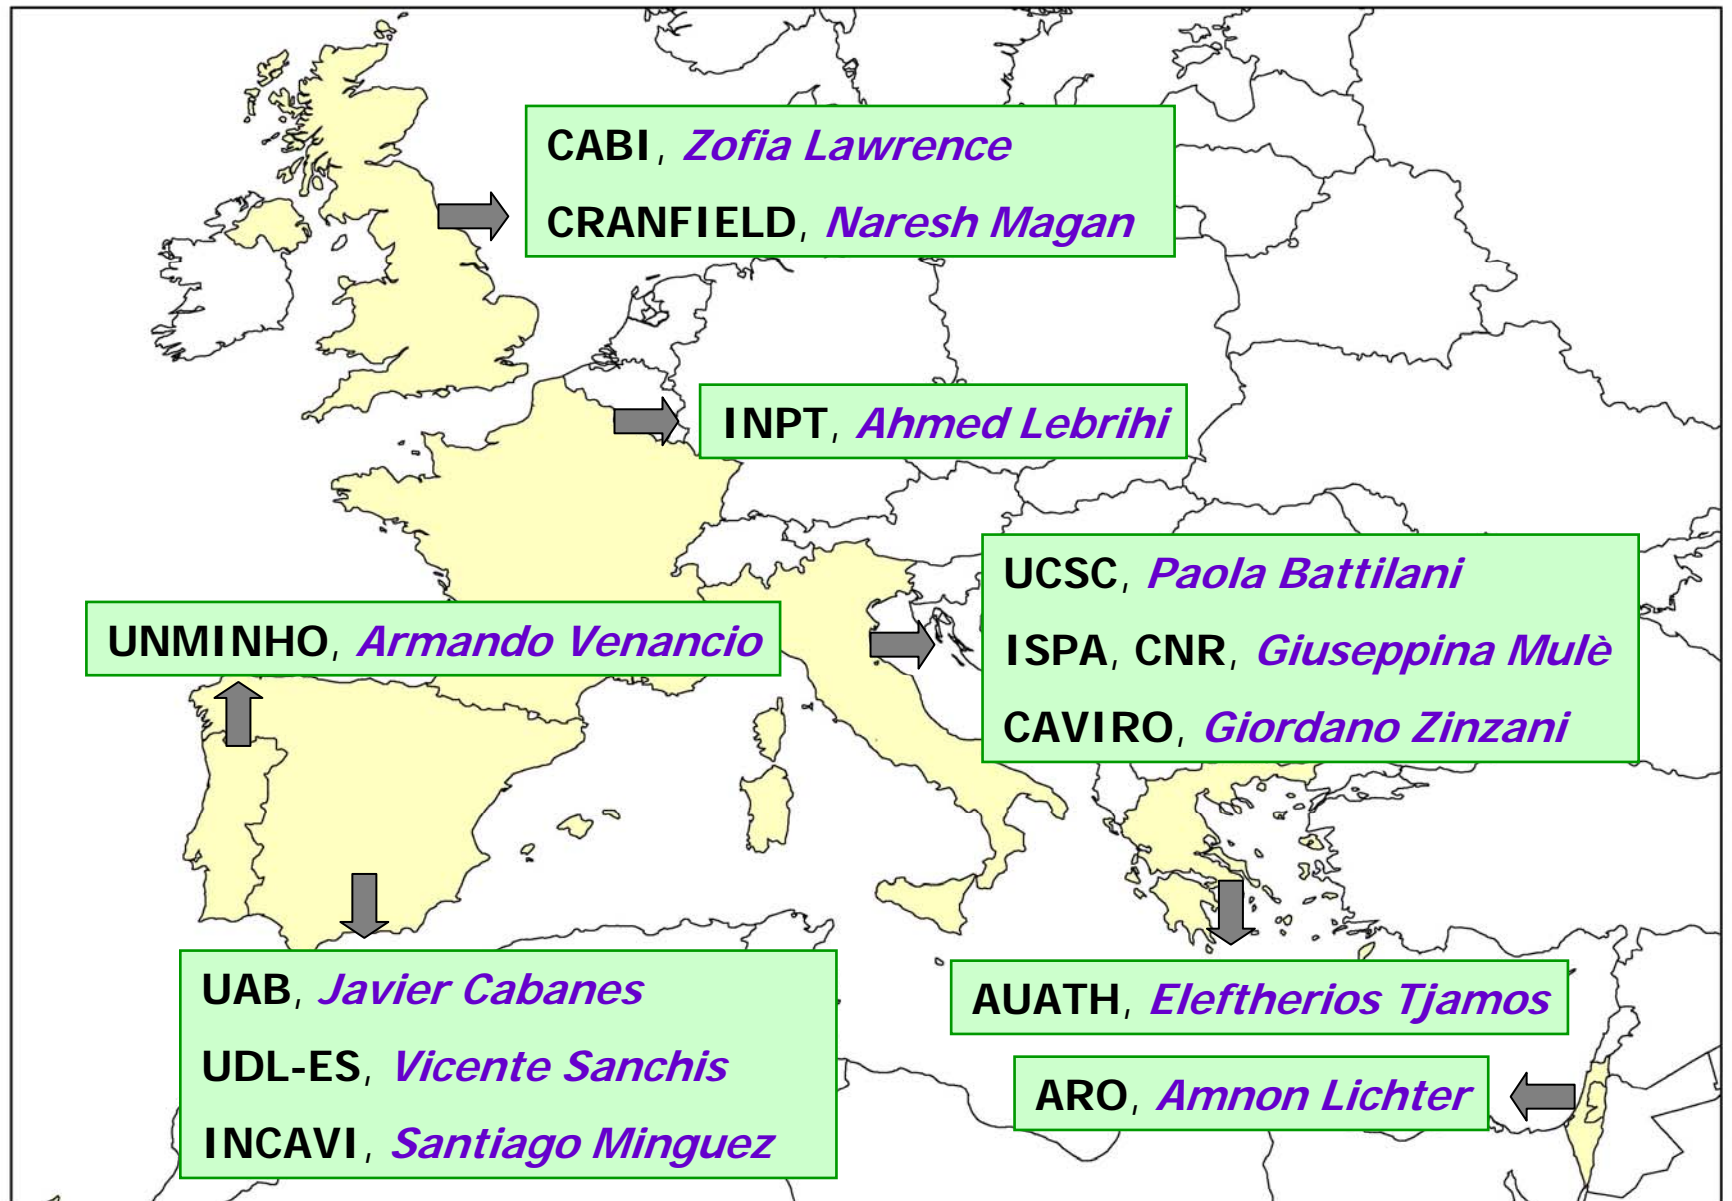 CABI, Zofia Lawrence
CRANFIELD, Naresh Magan
INPT, Ahmed Lebrihi
UCSC, Paola Battilani
ISPA, CNR, Giuseppina Mulè
CAVIRO, Giordano Zinzani
UNMINHO, Armando Venancio
UAB, Javier Cabanes
UDL-ES, Vicente Sanchis
INCAVI, Santiago Minguez
AUATH, Eleftherios Tjamos
ARO, Amnon Lichter